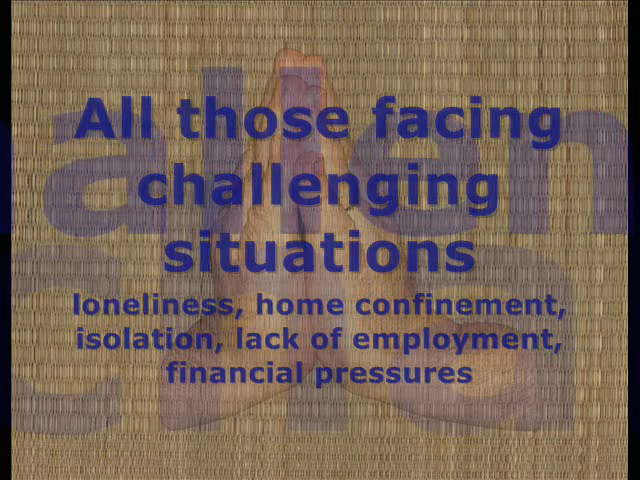 All those facing
challenging
situations
loneliness, home confinement,
isolation, lack of employment,
financial pressures